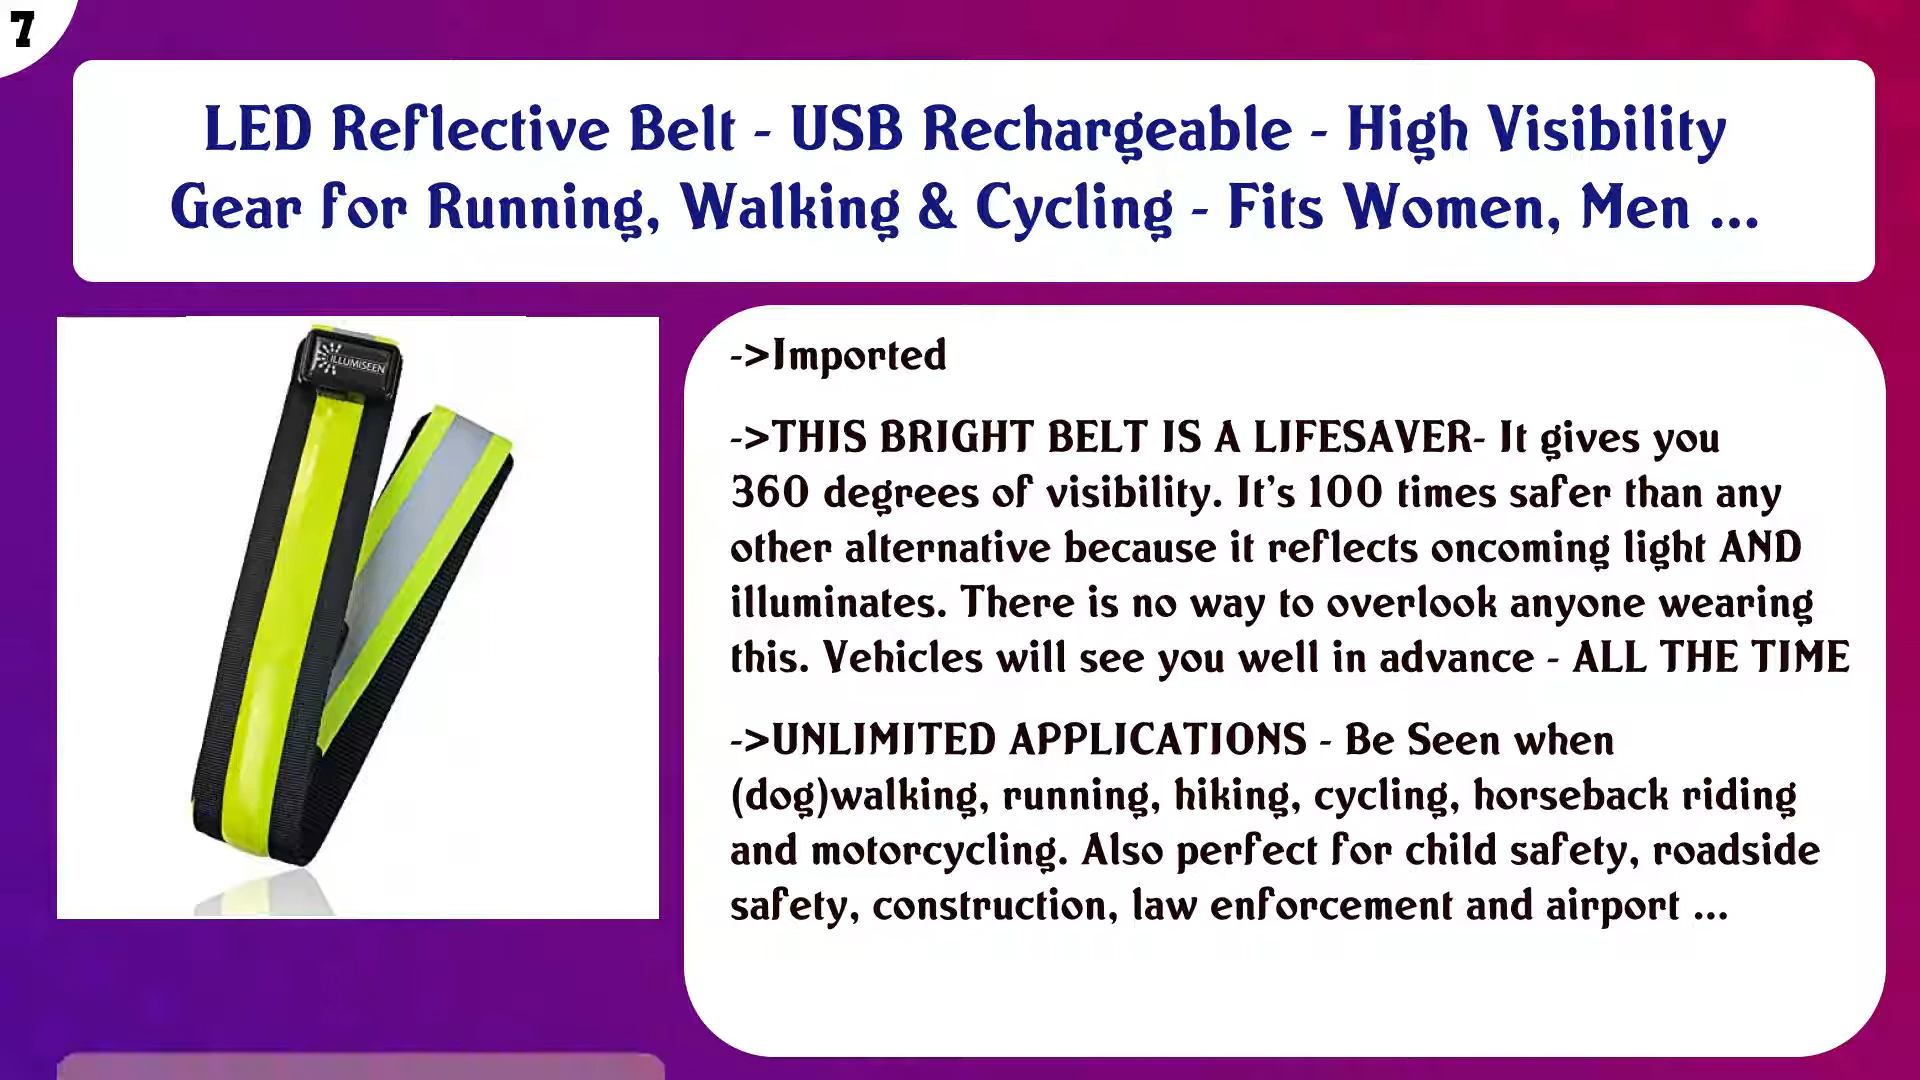 7
LED Reflective Belt - USB Rechargeable - High Visibility
Gear for Running, Walking & Cycling - Fits Women, Men ...
ILLUMISEEN
->Imported
->THIS BRIGHT BELT IS A LIFESAVER- It gives you
360 degrees of visibility. It's 100 times safer than any
other alternative because it reflects oncoming light AND
illuminates. There is no way to overlook anyone wearing
this. Vehicles will see you well in advance - ALL THE TIME
->UNLIMITED APPLICATIONS - Be Seen when
(dog)walking, running, hiking, cycling, horseback riding
and motorcycling. Also perfect for child safety, roadside
safety, construction, law enforcement and airport ...